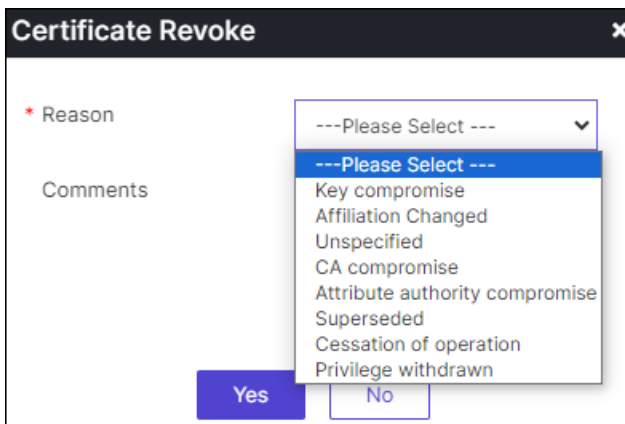 Certificate Revoke ×
* Reason
---Please Select ---
---Please Select ---
Key compromise
Comments
Affiliation Changed
Unspecified
CA compromise
Attribute authority compromise
Superseded
Cessation of operation
Privilege withdrawn
Yes
No